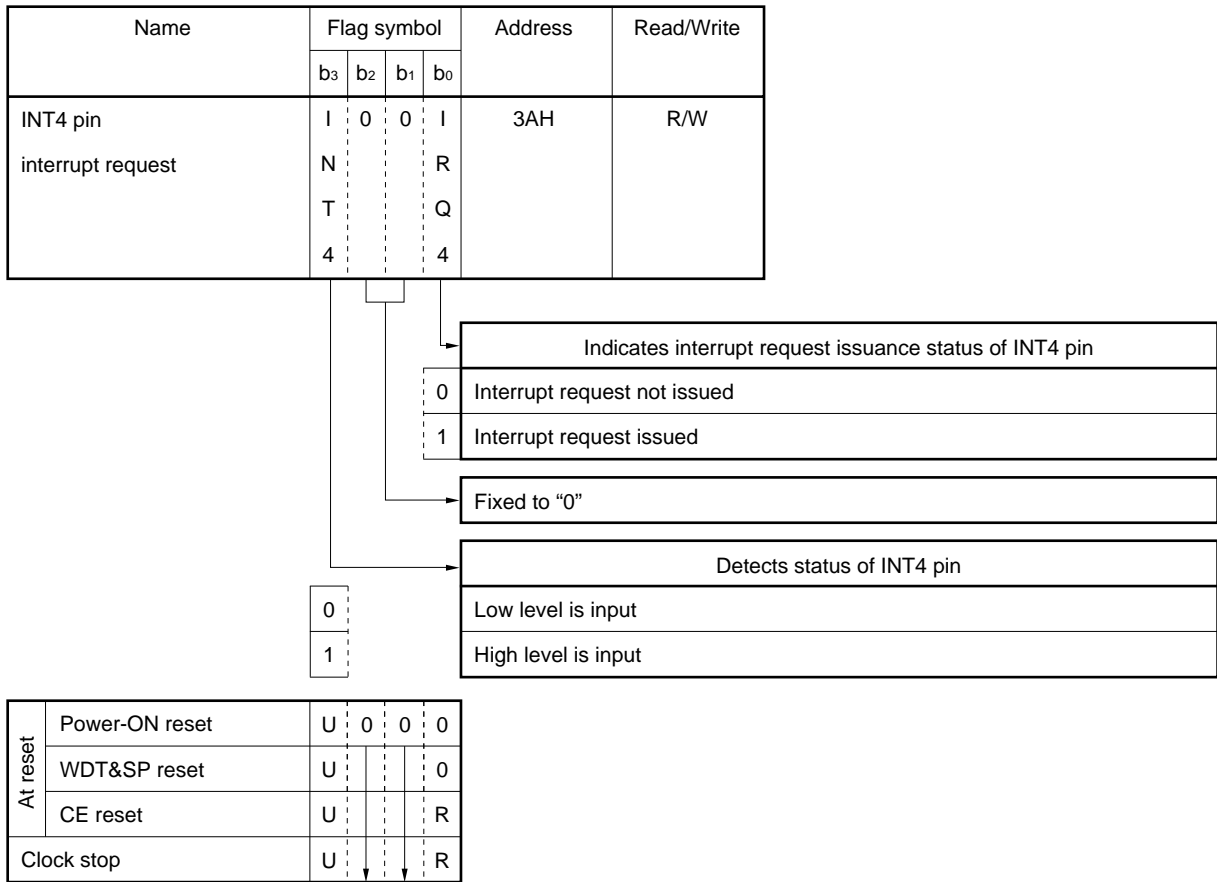 Name Flag symbol Address Read/Write
b3 b2 b1 b0
INT4 pin I 0 0 I 3AH R/W
interrupt request N R
T Q
4 4
Indicates interrupt request issuance status of INT4 pin
0 Interrupt request not issued
1 Interrupt request issued
Fixed to “0”
Detects status of INT4 pin
0 Low level is input
1 High level is input
At reset
Power-ON reset U 0 0 0
WDT&SP reset U 0
CE reset U R
Clock stop U R